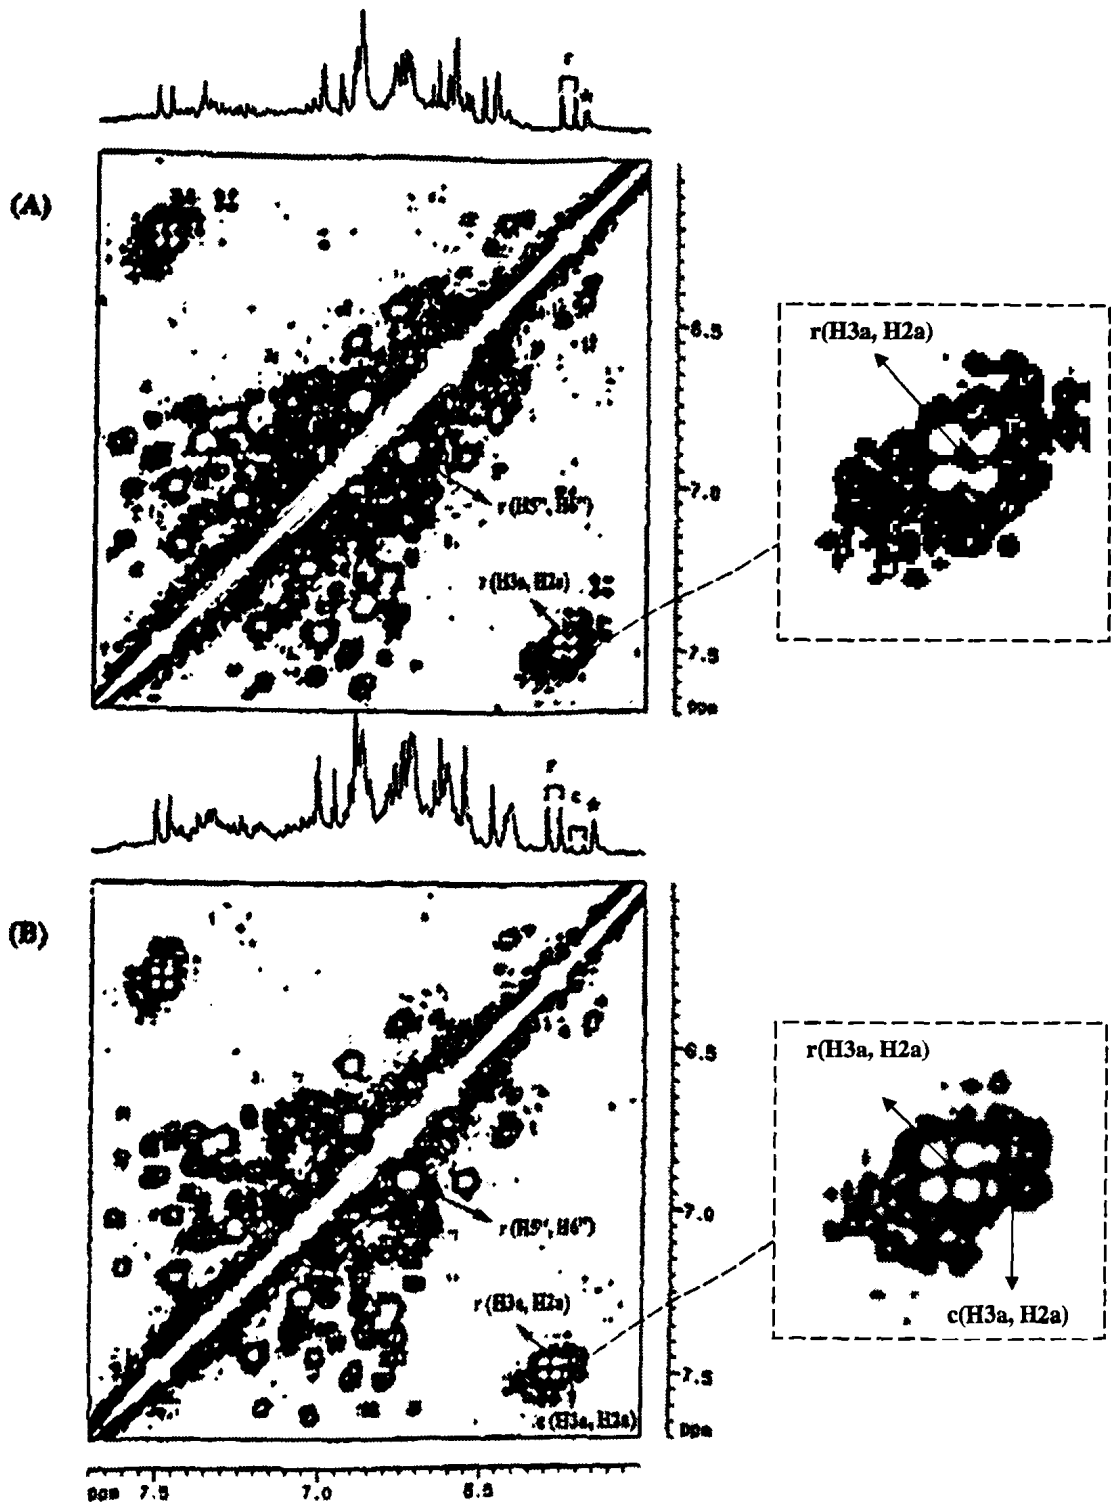 r
*
(A)
6.5
r(H3a, H2a)
7.0
r(H5", H6")
r(H3a, H2a)
7.5
ppm
r
c
*
(B)
6.5
r(H3a, H2a)
7.0
r(H5", H6")
r(H3a, H2a)
c(H3a, H2a)
7.5
c(H3a, H2a)
ppm
ppm 7.5 7.0 6.5